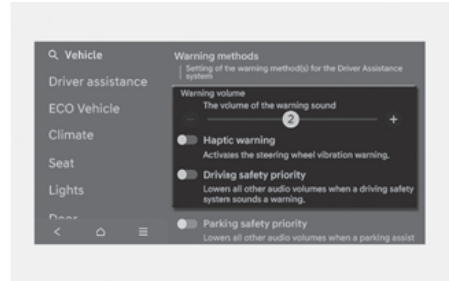 Vehicle
Driver assistance
ECO Vehicle
Climate
Seat
Lights
Door
Warning methods
Setting of the warning method(s) for the Driver Assistance
system
Warning volume
The volume of the warning sound
− 2 +
Haptic warning
Activates the steering wheel vibration warning.
Driving safety priority
Lowers all other audio volumes when a driving safety
system sounds a warning.
Parking safety priority
Lowers all other audio volumes when a parking assist